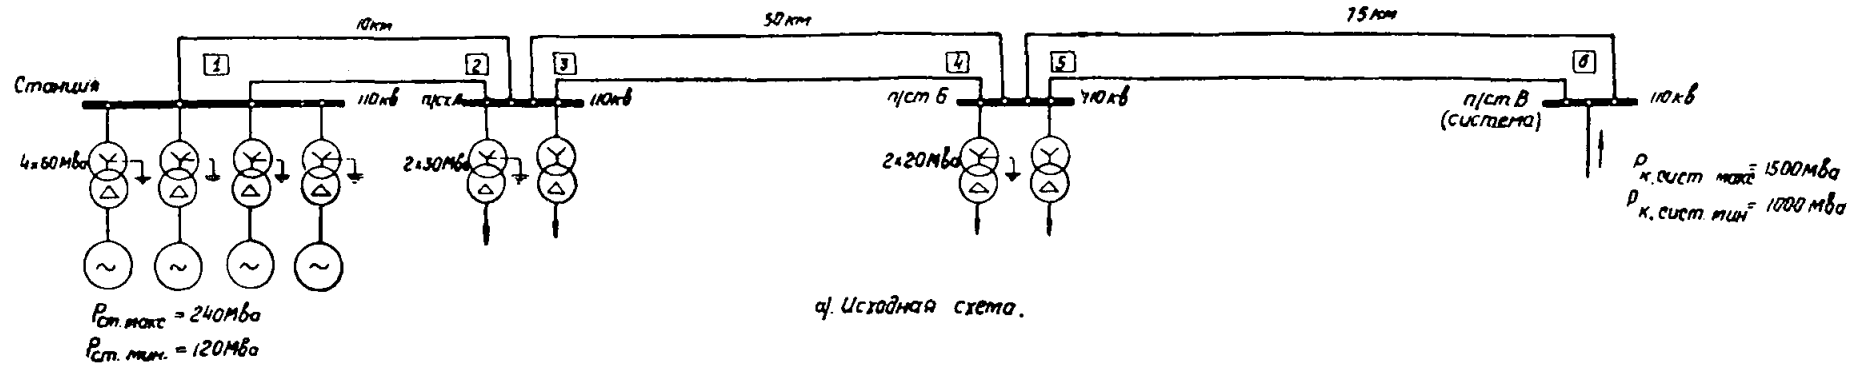 10км
50км
75км
1
2
3
4
5
6
Станция
110кв
п/ст А
110кв
п/ст Б
110кв
п/ст В
(система)
110кв
4×60Мва
2×30Мва
2×20Мва
Pк.сист макс = 1500Мва
Pк.сист.мин = 1000Мва
Pст.макс = 240Мва
Pст.мин. = 120Мва
а). Исходная схема.